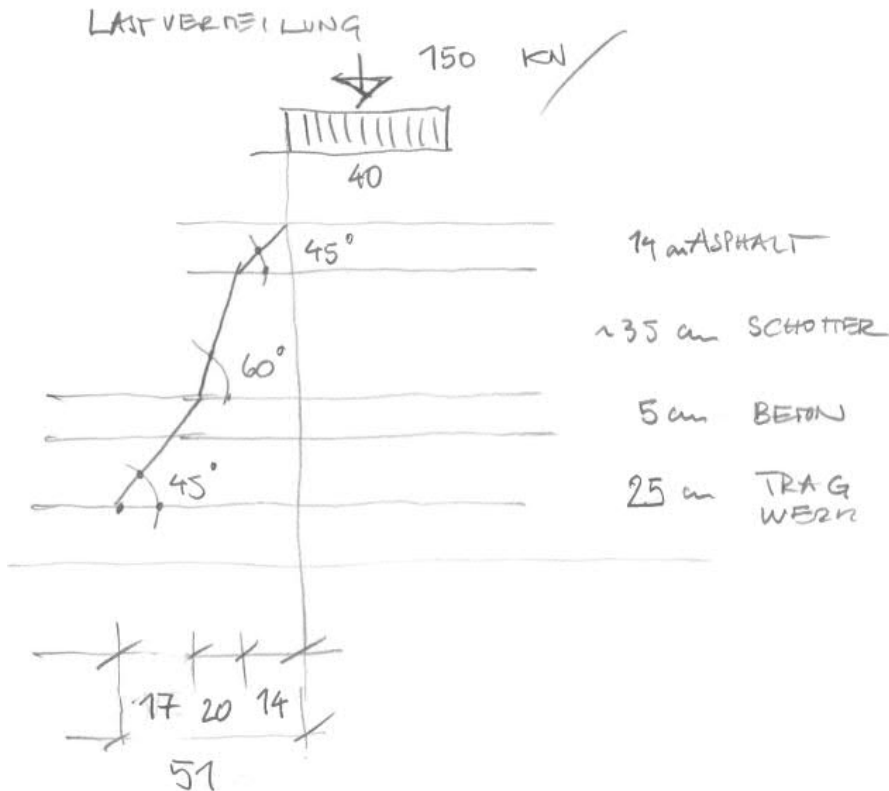 LASTVERTEILUNG
150 KN
40
45°
14 cm ASPHALT
~35 cm SCHOTTER
60°
5 cm BETON
45°
25 cm TRAG
WERK
17 20 14
51